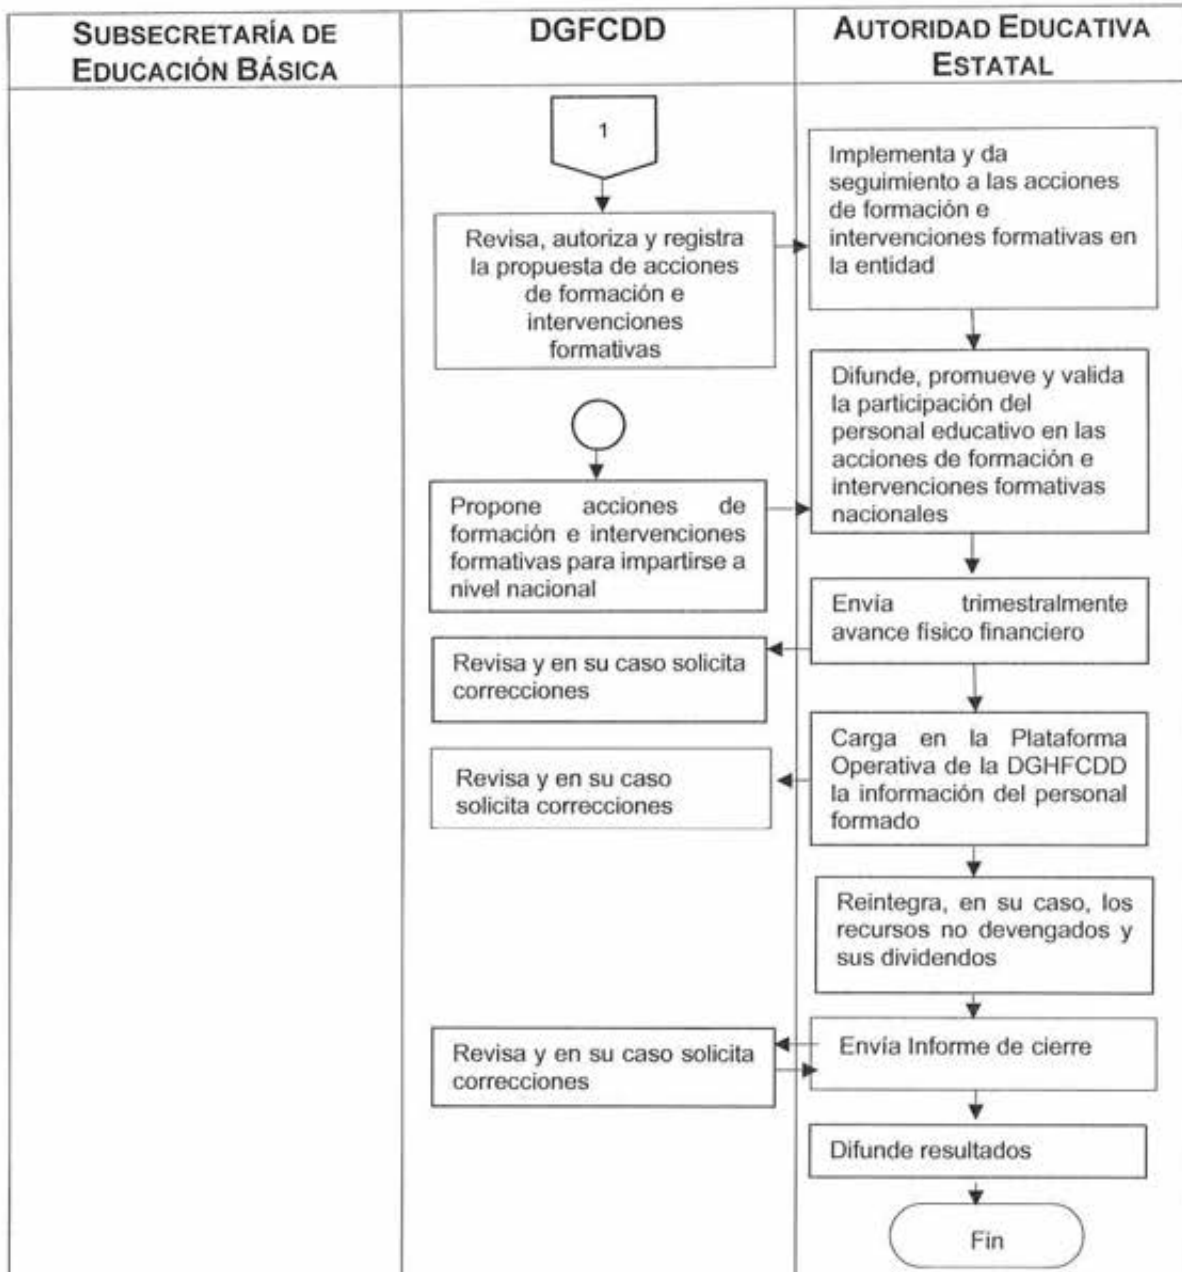 SUBSECRETARÍA DE
EDUCACIÓN BÁSICA
DGFCDD
AUTORIDAD EDUCATIVA
ESTATAL
1
Revisa, autoriza y registra
la propuesta de acciones
de formación e
intervenciones
formativas
Implementa y da
seguimiento a las acciones
de formación e
intervenciones formativas en
la entidad
Difunde, promueve y valida
la participación del
personal educativo en las
acciones de formación e
intervenciones formativas
nacionales
Propone acciones de
formación e intervenciones
formativas para impartirse a
nivel nacional
Envía trimestralmente
avance físico financiero
Revisa y en su caso solicita
correcciones
Carga en la Plataforma
Operativa de la DGHFCDD
la información del personal
formado
Revisa y en su caso
solicita correcciones
Reintegra, en su caso, los
recursos no devengados y
sus dividendos
Envía Informe de cierre
Revisa y en su caso solicita
correcciones
Difunde resultados
Fin